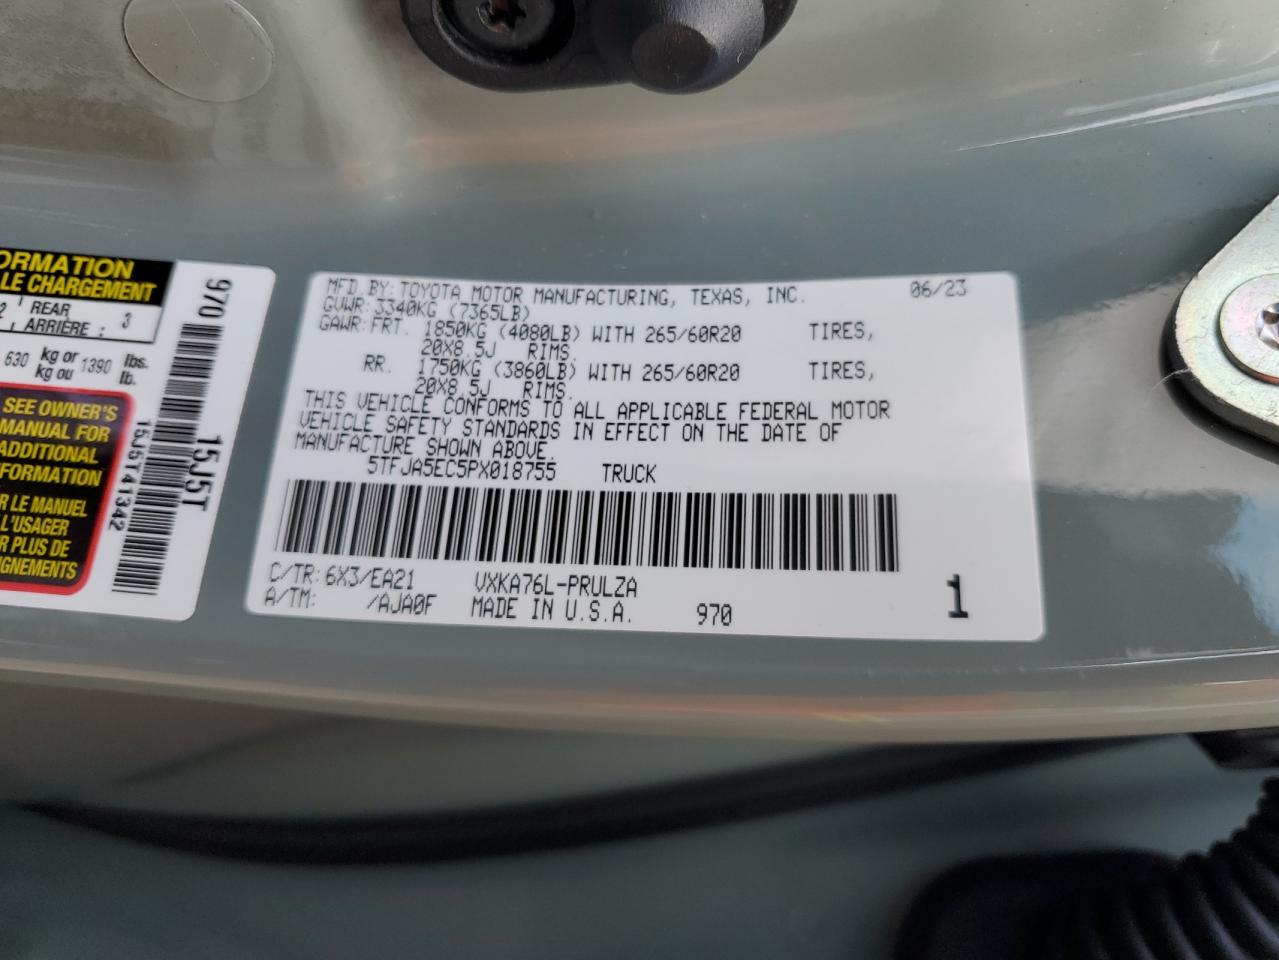 ORMATION
LE CHARGEMENT
2 REAR
ARRIÈRE : 3
630 kg or 1390 lbs.
kg ou lb.
SEE OWNER'S
MANUAL FOR
ADDITIONAL
FORMATION
R LE MANUEL
L'USAGER
R PLUS DE
IGNEMENTS
970
15J5T
15J5T41342
MFD.BY:TOYOTA MOTOR MANUFACTURING, TEXAS, INC. 06/23
GVWR:3340KG (7365LB)
GAWR:FRT. 1850KG (4080LB) WITH 265/60R20 TIRES,
20X8.5J RIMS.
RR. 1750KG (3860LB) WITH 265/60R20 TIRES,
20X8.5J RIMS.
THIS VEHICLE CONFORMS TO ALL APPLICABLE FEDERAL MOTOR
VEHICLE SAFETY STANDARDS IN EFFECT ON THE DATE OF
MANUFACTURE SHOWN ABOVE.
5TFJA5EC5PX018755 TRUCK
C/TR:6X3/EA21 VXKA76L-PRULZA
A/TM: /AJA0F MADE IN U.S.A. 970 1